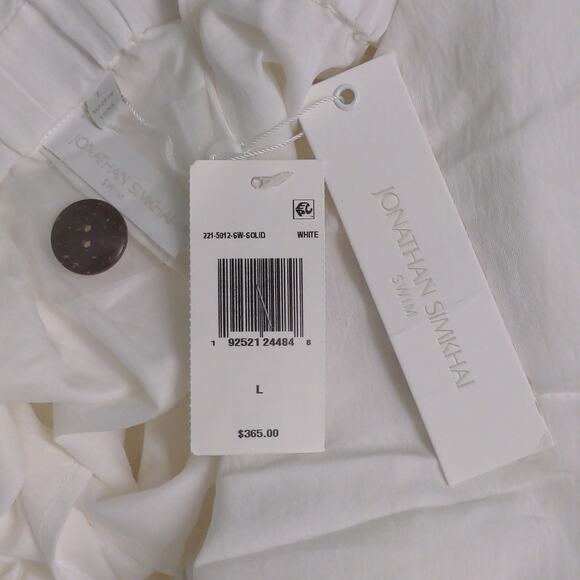 JONATHAN SIMKHAI
SWIM
221-5012-SW-SOLID WHITE
1 92521 24484 8
L
$365.00
JONATHAN SIMKHAI
SWIM